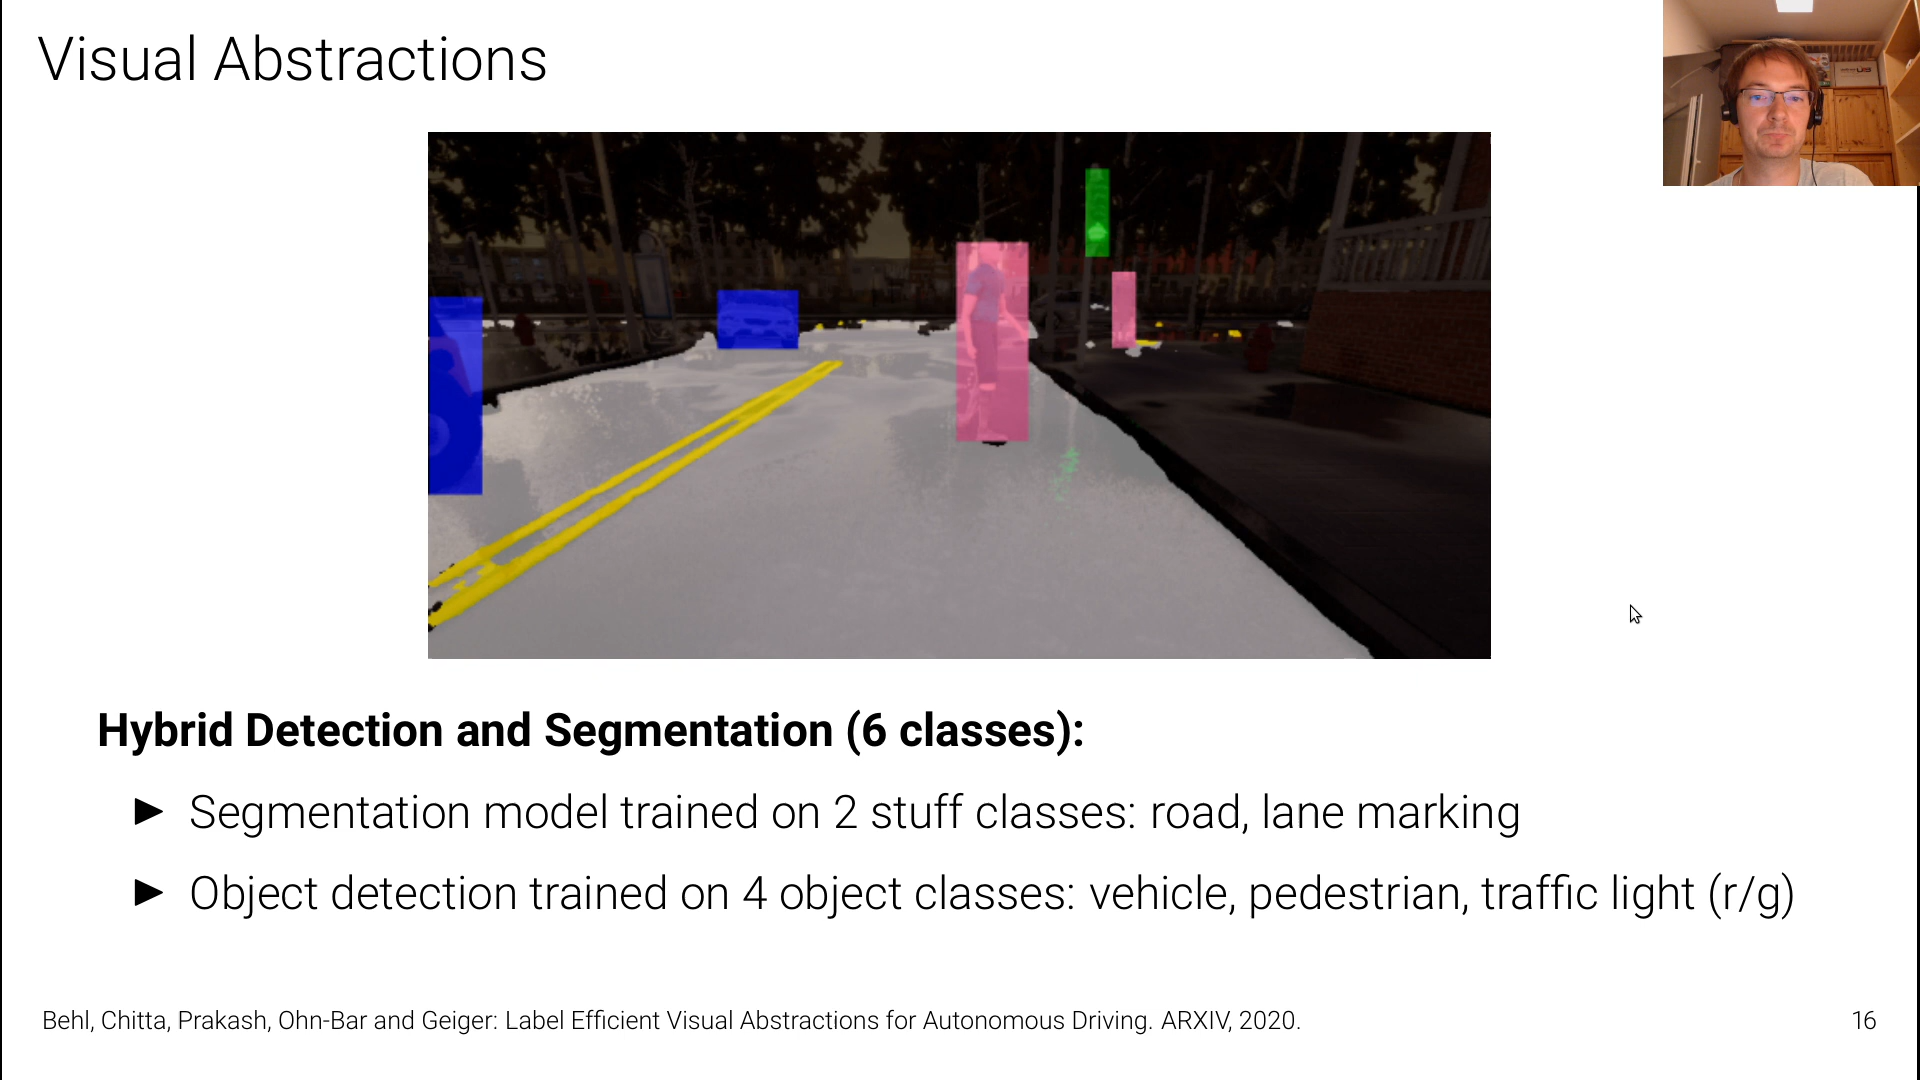 Visual Abstractions
Hybrid Detection and Segmentation (6 classes):
► Segmentation model trained on 2 stuff classes: road, lane marking
► Object detection trained on 4 object classes: vehicle, pedestrian, traffic light (r/g)
Behl, Chitta, Prakash, Ohn-Bar and Geiger: Label Efficient Visual Abstractions for Autonomous Driving. ARXIV, 2020.
16